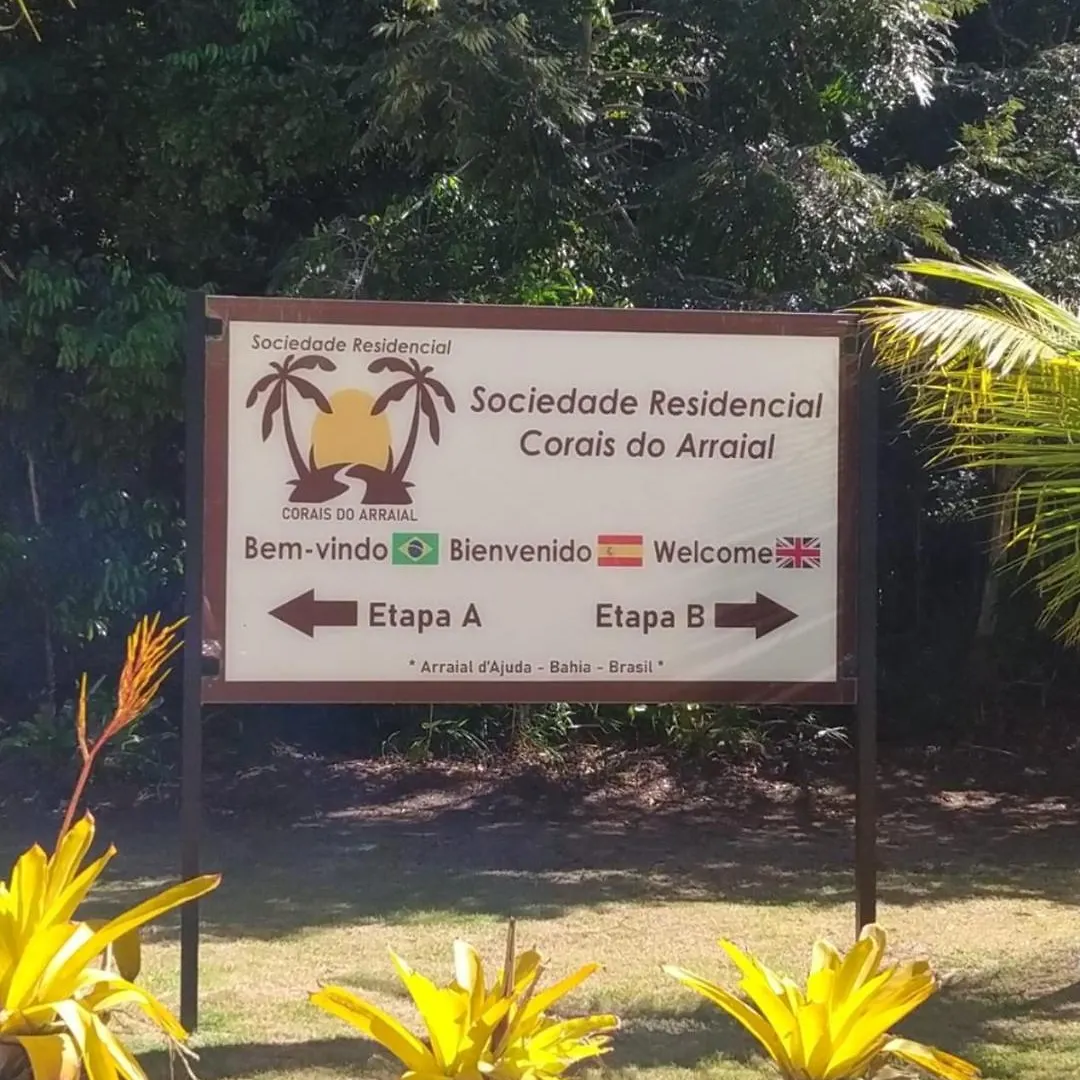 Sociedade Residencial
CORAIS DO ARRAIAL
Sociedade Residencial
Corais do Arraial
Bem-vindo Bienvenido Welcome
Etapa A Etapa B
* Arraial d'Ajuda - Bahia - Brasil *